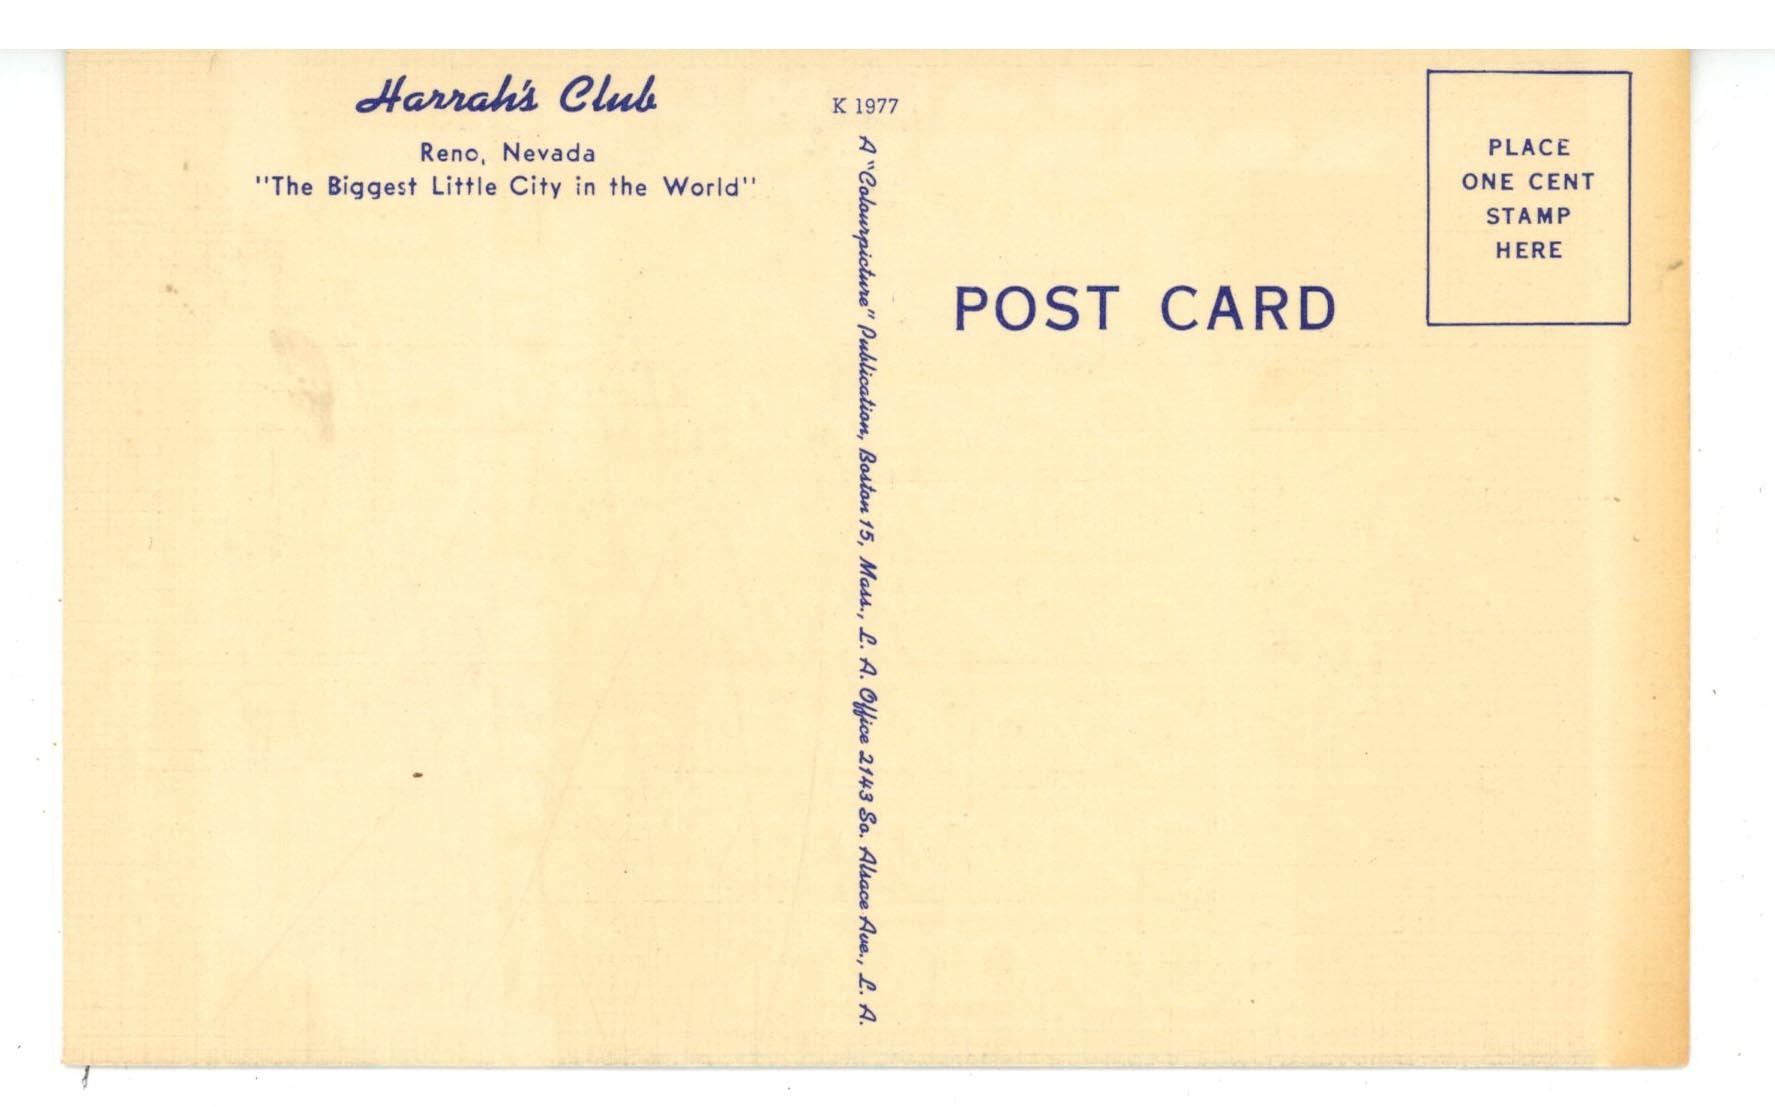 Harrah's Club
Reno, Nevada
"The Biggest Little City in the World"
K 1977
A "Colourpicture" Publication, Boston 15, Mass., L. A. Office 2143 So. Alsace Ave., L. A.
POST CARD
PLACE
ONE CENT
STAMP
HERE